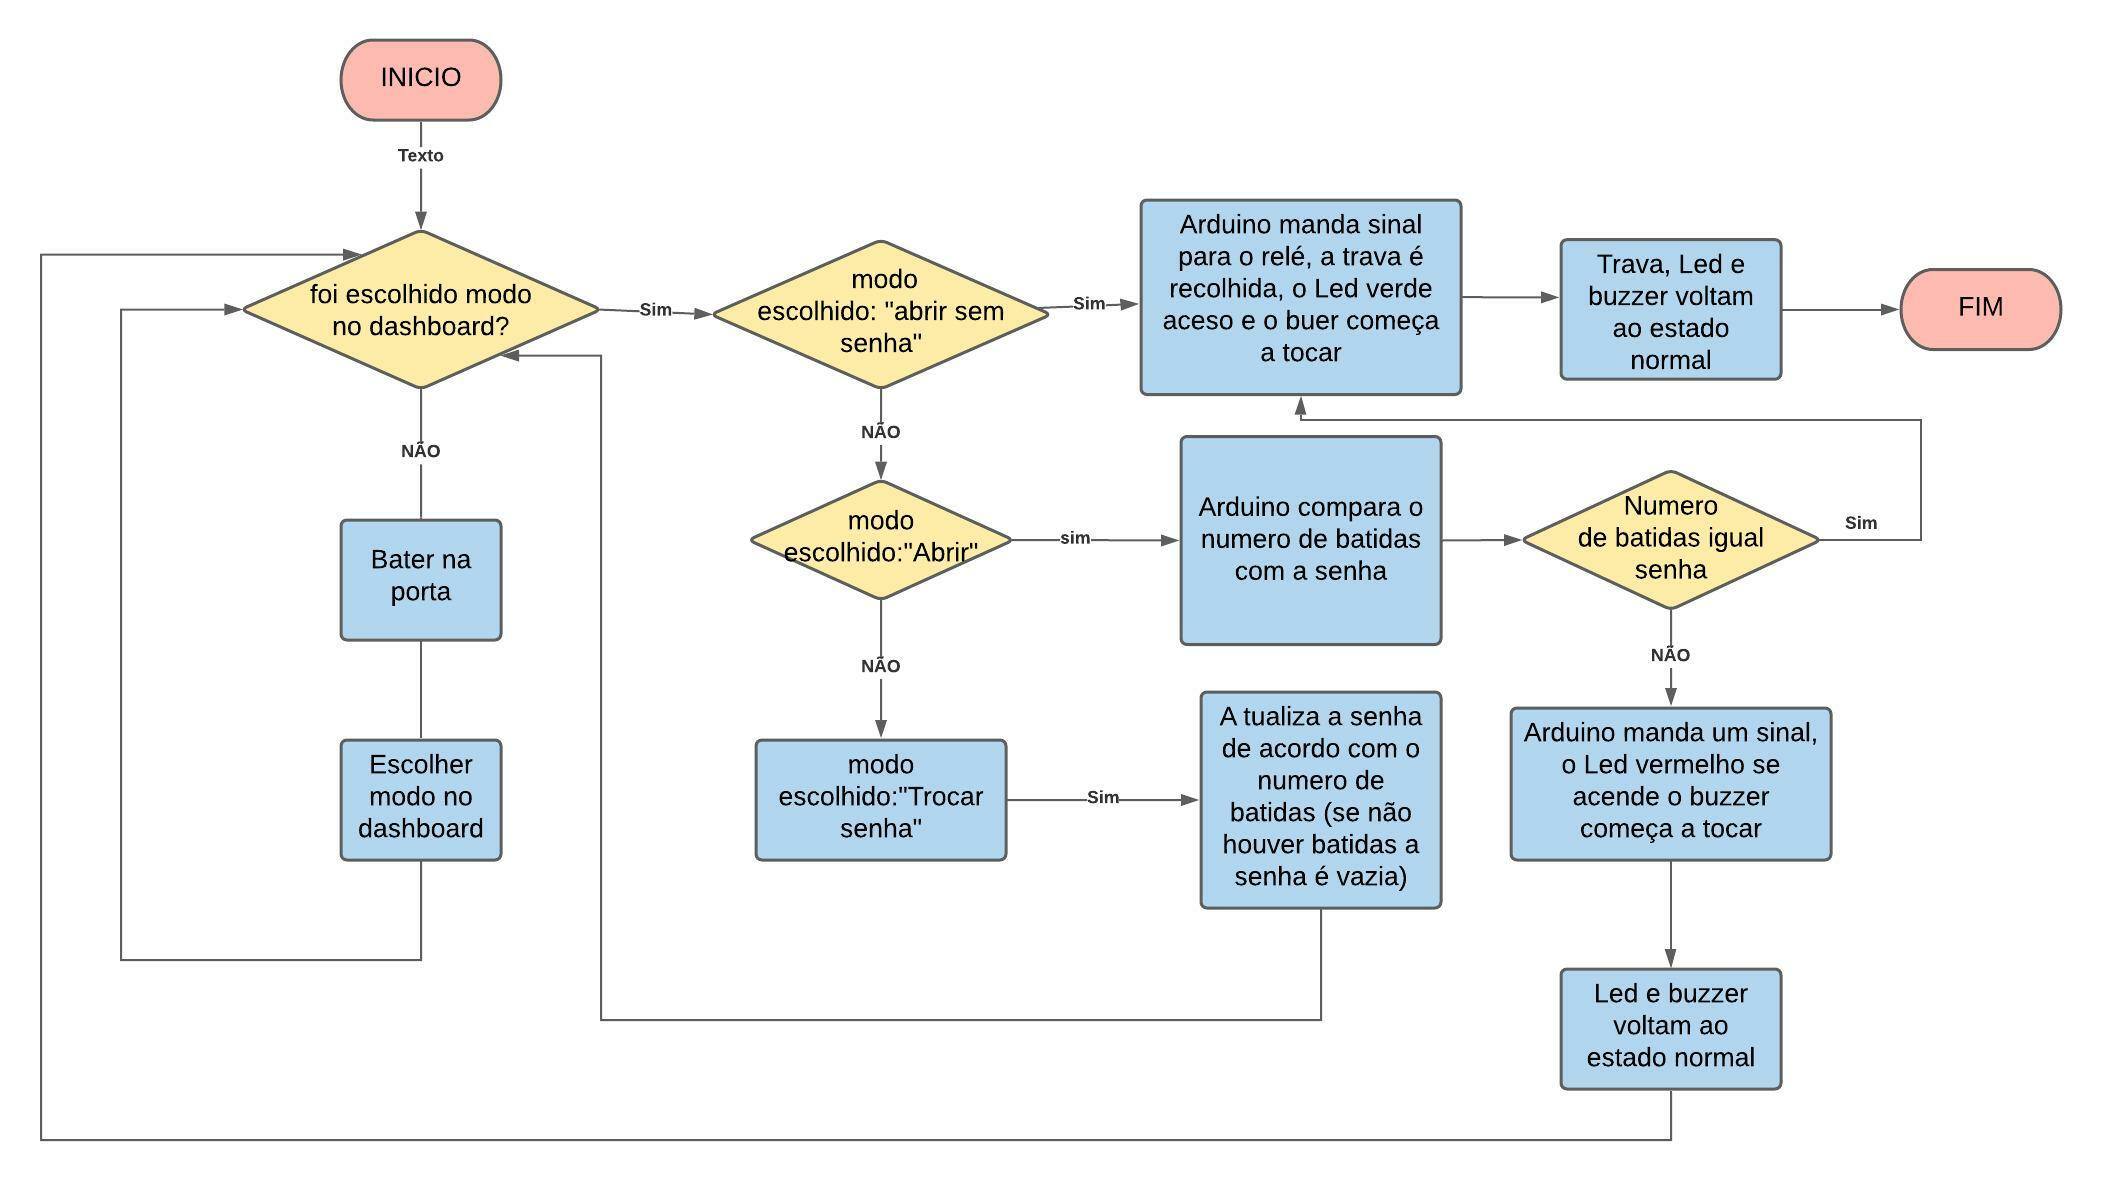 INICIO
Texto
foi escolhido modo
no dashboard?
Sim
modo
escolhido: "abrir sem
senha"
Sim
Arduino manda sinal
para o relé, a trava é
recolhida, o Led verde
aceso e o buer começa
a tocar
Trava, Led e
buzzer voltam
ao estado
normal
FIM
NÃO
Bater na
porta
Escolher
modo no
dashboard
NÃO
modo
escolhido:"Abrir"
sim
Arduino compara o
numero de batidas
com a senha
Numero
de batidas igual
senha
Sim
NÃO
modo
escolhido:"Trocar
senha"
Sim
A tualiza a senha
de acordo com o
numero de
batidas (se não
houver batidas a
senha é vazia)
NÃO
Arduino manda um sinal,
o Led vermelho se
acende o buzzer
começa a tocar
Led e buzzer
voltam ao
estado normal